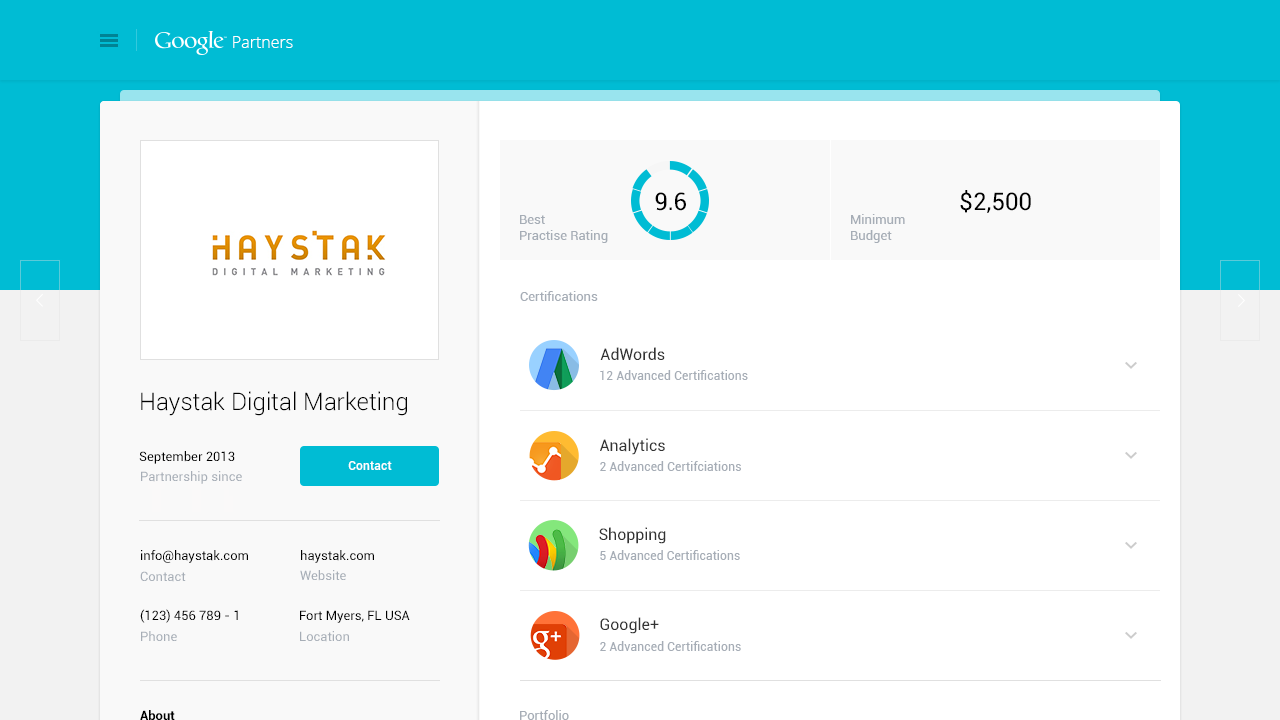 Google Partners
HAYSTAK
DIGITAL MARKETING
Haystak Digital Marketing
September 2013
Partnership since
Contact
info@haystak.com
Contact
haystak.com
Website
(123) 456 789 - 1
Phone
Fort Myers, FL USA
Location
About
Best
Practise Rating
9.6
Minimum
Budget
$2,500
Certifications
AdWords
12 Advanced Certifications
Analytics
2 Advanced Certifciations
Shopping
5 Advanced Certifications
g+
Google+
2 Advanced Certifications
Portfolio